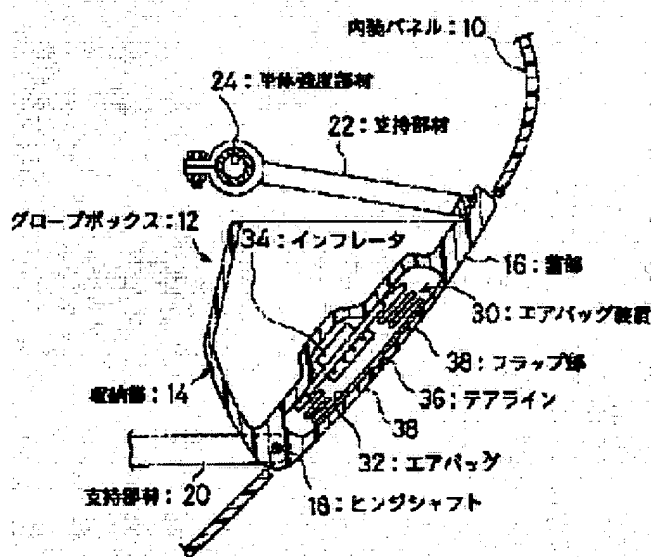 内装パネル:10
24:車体強度部材
22:支持部材
グローブボックス:12
34:インフレータ
16:蓋部
30:エアバッグ装置
38:フラップ部
収納部:14
36:テアライン
38
32:エアバッグ
支持部材:20
18:ヒンジシャフト